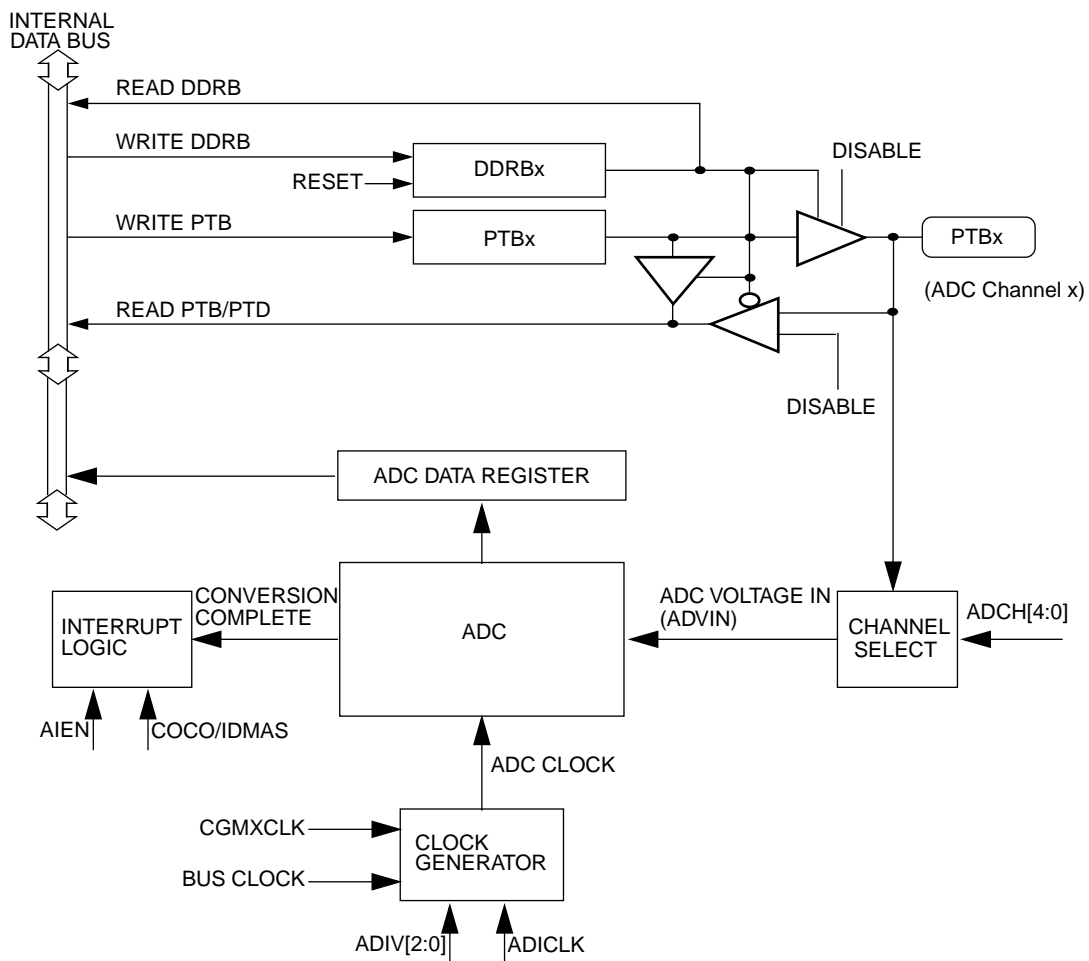 INTERNAL
DATA BUS
READ DDRB
WRITE DDRB
DISABLE
RESET
DDRBx
WRITE PTB
PTBx
PTBx
(ADC Channel x)
READ PTB/PTD
DISABLE
ADC DATA REGISTER
CONVERSION
COMPLETE
ADC VOLTAGE IN
(ADVIN)
INTERRUPT
LOGIC
ADC
CHANNEL
SELECT
ADCH[4:0]
AIEN
COCO/IDMAS
ADC CLOCK
CGMXCLK
CLOCK
GENERATOR
BUS CLOCK
ADIV[2:0]
ADICLK